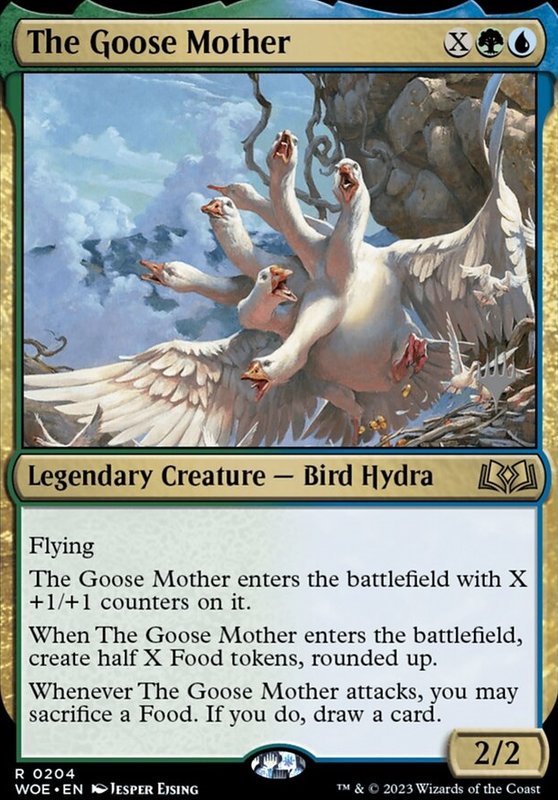 The Goose Mother X
Legendary Creature — Bird Hydra
Flying
The Goose Mother enters the battlefield with X
+1/+1 counters on it.
When The Goose Mother enters the battlefield,
create half X Food tokens, rounded up.
Whenever The Goose Mother attacks, you may
sacrifice a Food. If you do, draw a card.
2/2
R 0204
WOE • EN Jesper Ejsing
™ & © 2023 Wizards of the Coast